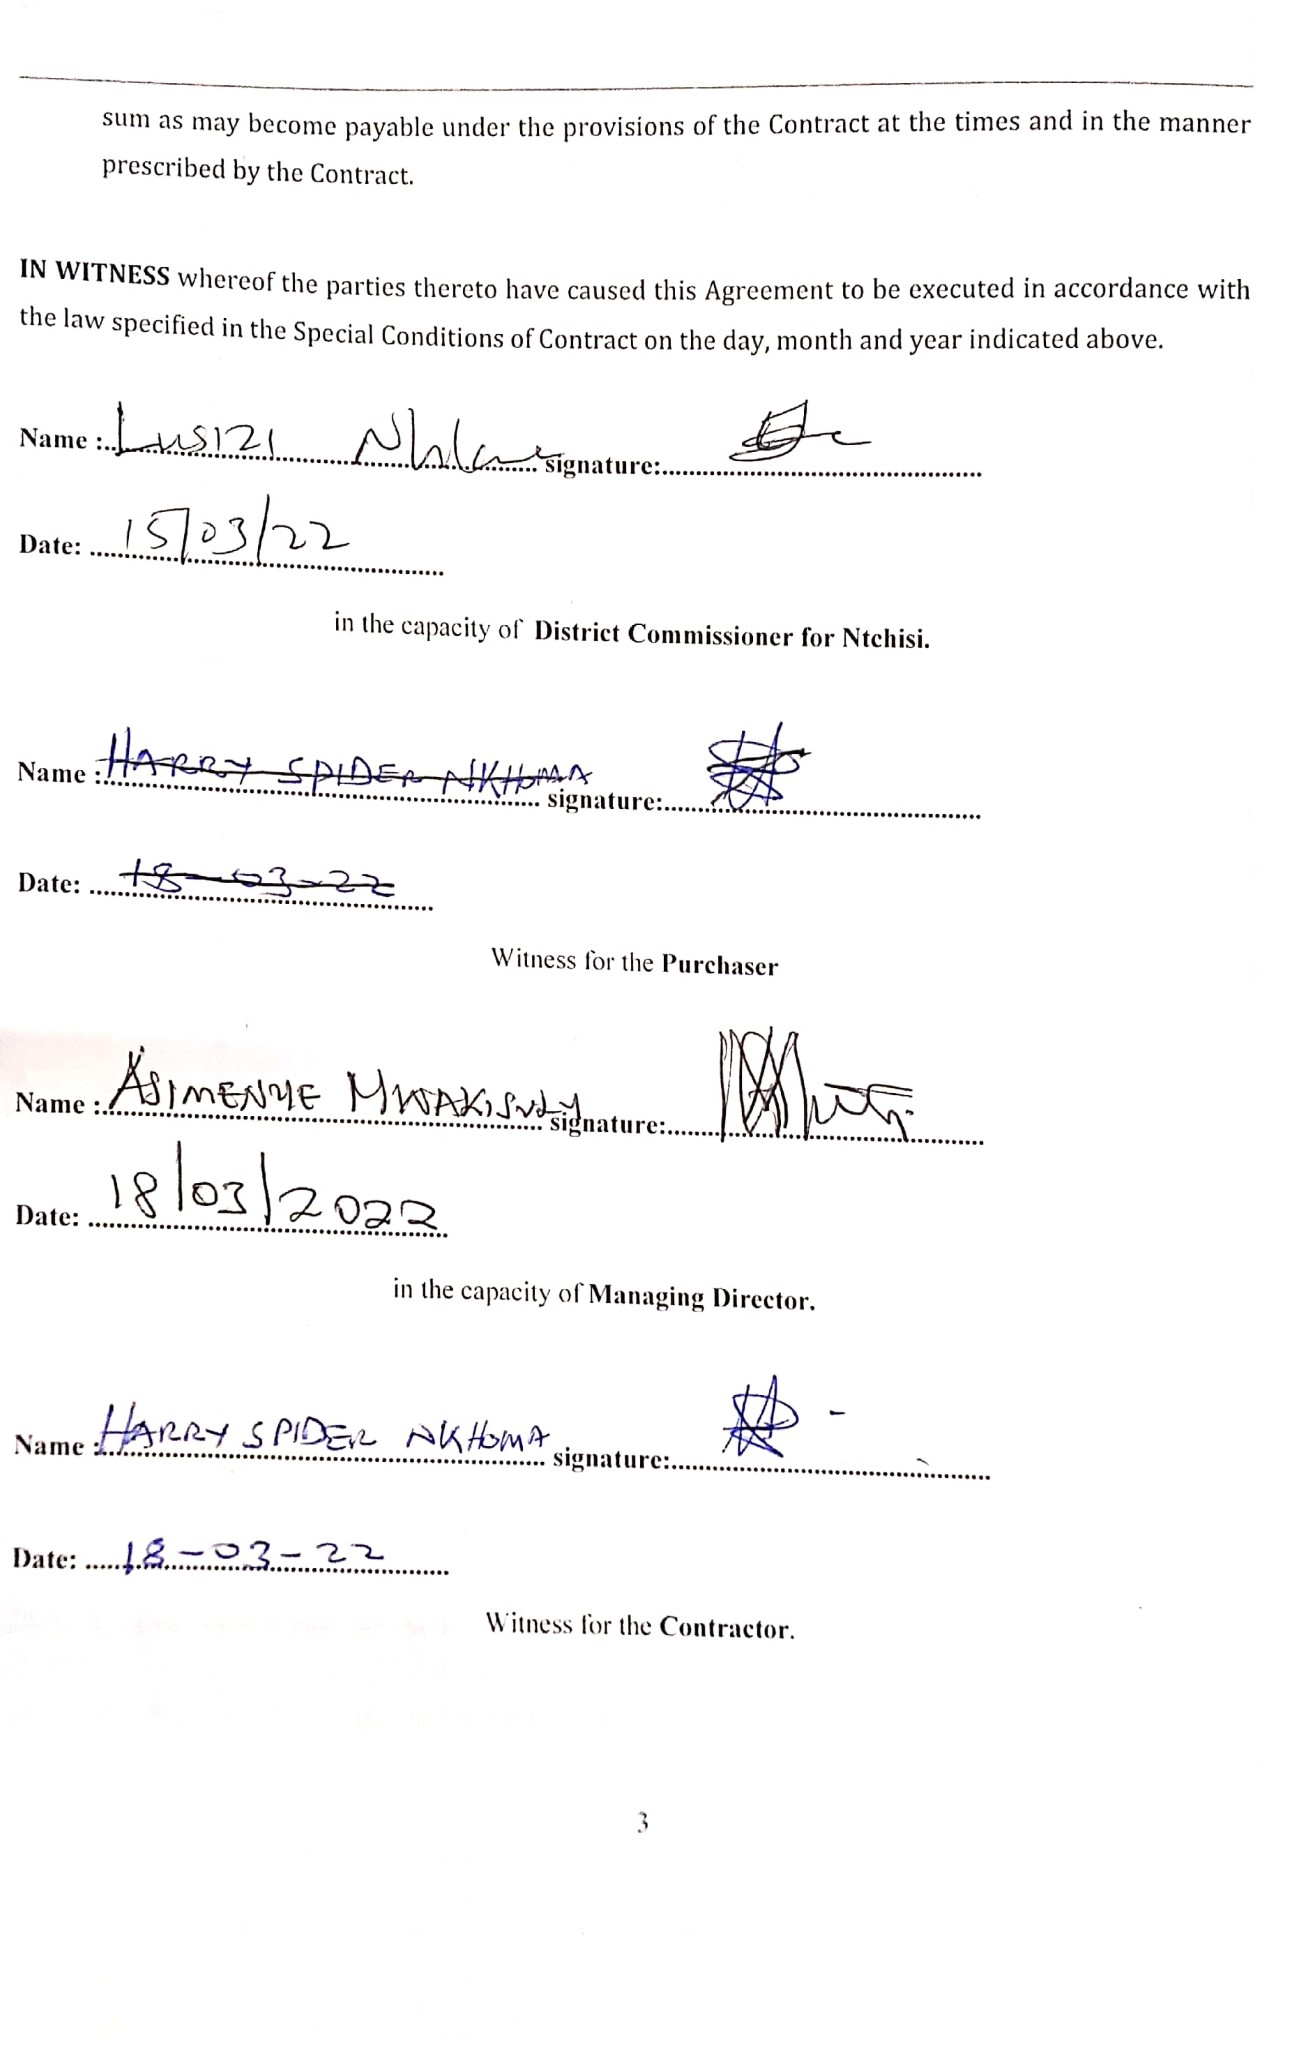 sum as may become payable under the provisions of the Contract at the times and in the manner
prescribed by the Contract.
IN WITNESS whereof the parties thereto have caused this Agreement to be executed in accordance with
the law specified in the Special Conditions of Contract on the day, month and year indicated above.
Name :..LUSIZI signature:..........
Date: ..15/03/22
in the capacity of District Commissioner for Ntchisi.
Name :HARRY SPIDER NKHOMA signature:..........
Date: ..18-03-22
Witness for the Purchaser
Name :..ASIMENYE signature:..........
Date: ..18/03/2022
in the capacity of Managing Director.
Name :HARRY SPIDER NKHOMA signature:..........
Date: ..18-03-22
Witness for the Contractor.
3